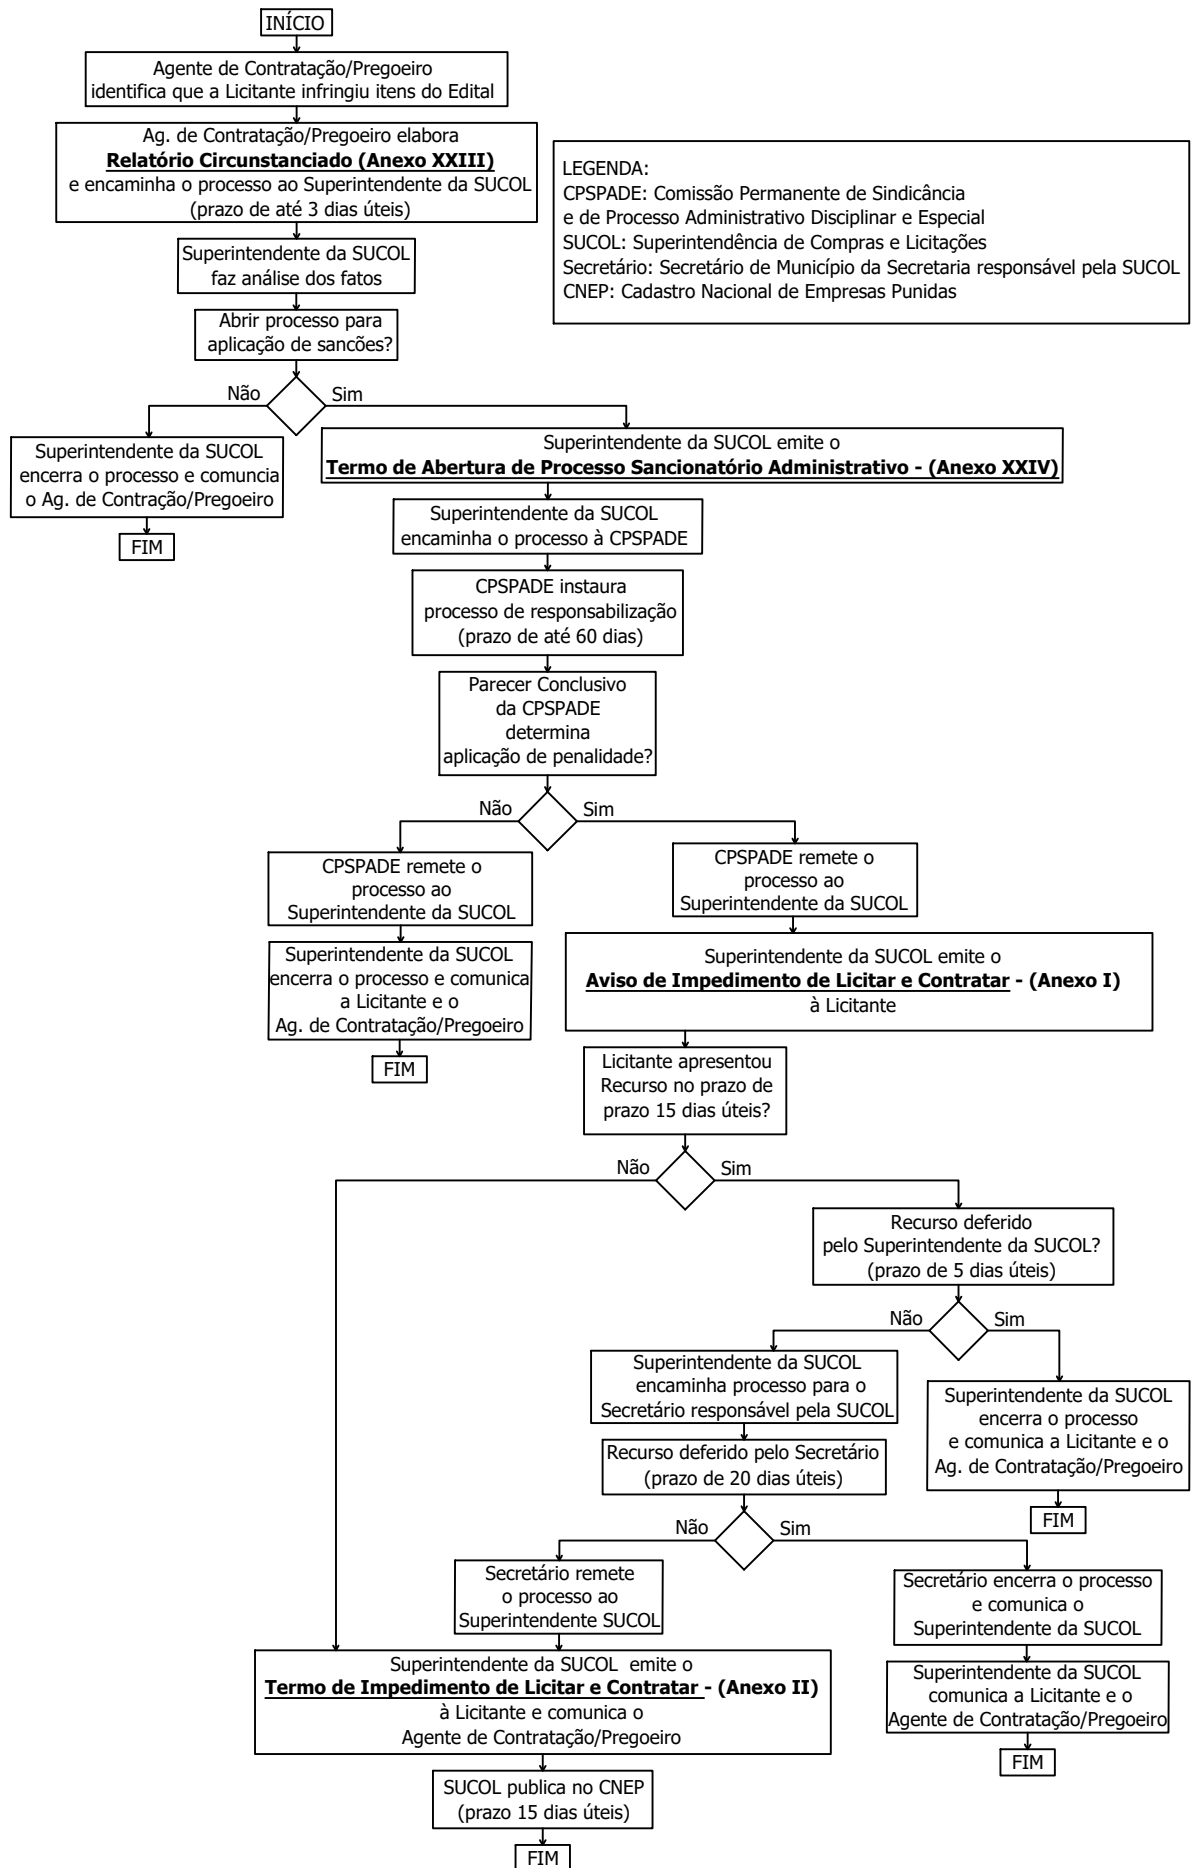 INÍCIO
Agente de Contratação/Pregoeiro
identifica que a Licitante infringiu itens do Edital
Ag. de Contratação/Pregoeiro elabora
Relatório Circunstanciado (Anexo XXIII)
e encaminha o processo ao Superintendente da SUCOL
(prazo de até 3 dias úteis)
LEGENDA:
CPSPADE: Comissão Permanente de Sindicância
e de Processo Administrativo Disciplinar e Especial
SUCOL: Superintendência de Compras e Licitações
Secretário: Secretário de Município da Secretaria responsável pela SUCOL
CNEP: Cadastro Nacional de Empresas Punidas
Superintendente da SUCOL
faz análise dos fatos
Abrir processo para
aplicação de sancões?
Não
Sim
Superintendente da SUCOL
encerra o processo e comuncia
o Ag. de Contração/Pregoeiro
FIM
Superintendente da SUCOL emite o
Termo de Abertura de Processo Sancionatório Administrativo - (Anexo XXIV)
Superintendente da SUCOL
encaminha o processo à CPSPADE
CPSPADE instaura
processo de responsabilização
(prazo de até 60 dias)
Parecer Conclusivo
da CPSPADE
determina
aplicação de penalidade?
Não
Sim
CPSPADE remete o
processo ao
Superintendente da SUCOL
Superintendente da SUCOL
encerra o processo e comunica
a Licitante e o
Ag. de Contratação/Pregoeiro
FIM
CPSPADE remete o
processo ao
Superintendente da SUCOL
Superintendente da SUCOL emite o
Aviso de Impedimento de Licitar e Contratar - (Anexo I)
à Licitante
Licitante apresentou
Recurso no prazo de
prazo 15 dias úteis?
Não
Sim
Recurso deferido
pelo Superintendente da SUCOL?
(prazo de 5 dias úteis)
Não
Sim
Superintendente da SUCOL
encaminha processo para o
Secretário responsável pela SUCOL
Superintendente da SUCOL
encerra o processo
e comunica a Licitante e o
Ag. de Contratação/Pregoeiro
FIM
Recurso deferido pelo Secretário
(prazo de 20 dias úteis)
Não
Sim
Secretário remete
o processo ao
Superintendente SUCOL
Secretário encerra o processo
e comunica o
Superintendente da SUCOL
Superintendente da SUCOL
comunica a Licitante e o
Agente de Contratação/Pregoeiro
FIM
Superintendente da SUCOL emite o
Termo de Impedimento de Licitar e Contratar - (Anexo II)
à Licitante e comunica o
Agente de Contratação/Pregoeiro
SUCOL publica no CNEP
(prazo 15 dias úteis)
FIM